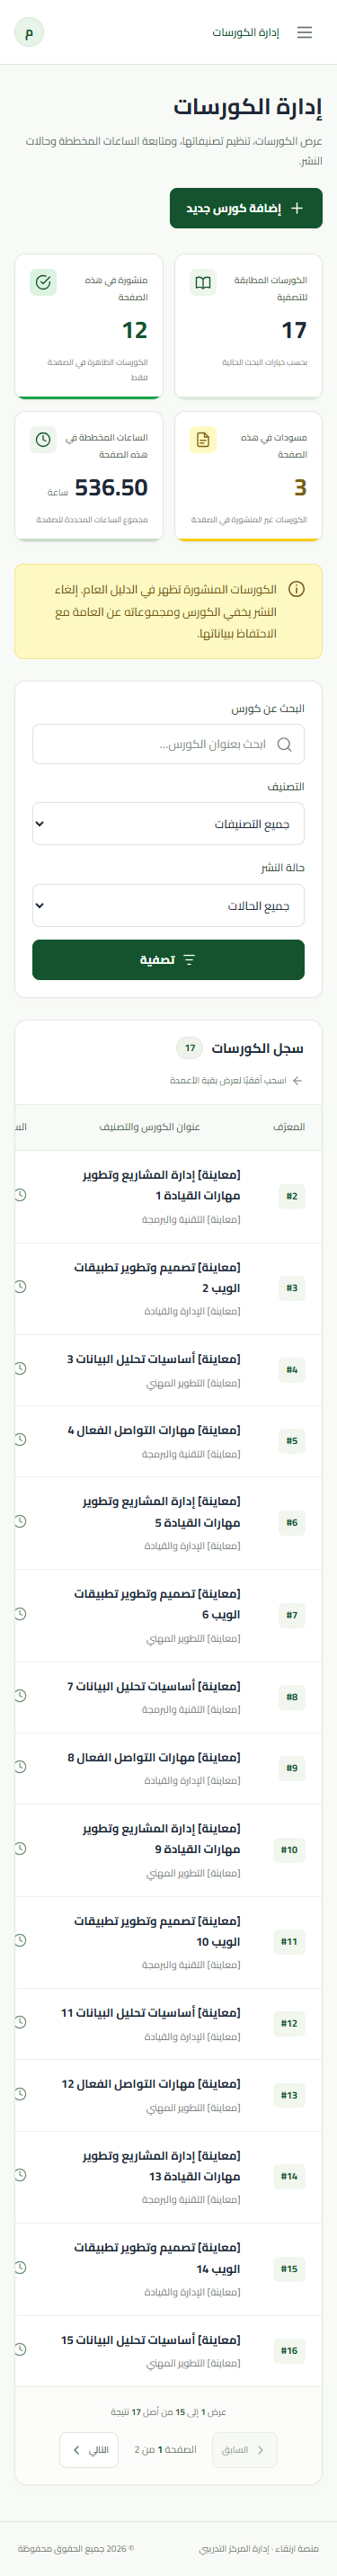 إدارة الكورسات
م
إدارة الكورسات
عرض الكورسات، تنظيم تصنيفاتها، ومتابعة الساعات المخططة وحالات
النشر.
إضافة كورس جديد
الكورسات المطابقة
للتصفية
17
بحسب خيارات البحث الحالية
منشورة في هذه
الصفحة
12
الكورسات الظاهرة في الصفحة
فقط
مسودات في هذه
الصفحة
3
الكورسات غير المنشورة في الصفحة
الساعات المخططة في
هذه الصفحة
536.50 ساعة
مجموع الساعات المحددة للصفحة
الكورسات المنشورة تظهر في الدليل العام. إلغاء
النشر يخفي الكورس ومجموعاته عن العامة مع
الاحتفاظ ببياناتها.
البحث عن كورس
ابحث بعنوان الكورس...
التصنيف
جميع التصنيفات
حالة النشر
جميع الحالات
تصفية
سجل الكورسات 17
اسحب أفقيًا لعرض بقية الأعمدة
المعرّف عنوان الكورس والتصنيف
#2
[معاينة] إدارة المشاريع وتطوير
مهارات القيادة 1
[معاينة] التقنية والبرمجة
#3
[معاينة] تصميم وتطوير تطبيقات
الويب 2
[معاينة] الإدارة والقيادة
#4
[معاينة] أساسيات تحليل البيانات 3
[معاينة] التطوير المهني
#5
[معاينة] مهارات التواصل الفعال 4
[معاينة] التقنية والبرمجة
#6
[معاينة] إدارة المشاريع وتطوير
مهارات القيادة 5
[معاينة] الإدارة والقيادة
#7
[معاينة] تصميم وتطوير تطبيقات
الويب 6
[معاينة] التطوير المهني
#8
[معاينة] أساسيات تحليل البيانات 7
[معاينة] التقنية والبرمجة
#9
[معاينة] مهارات التواصل الفعال 8
[معاينة] الإدارة والقيادة
#10
[معاينة] إدارة المشاريع وتطوير
مهارات القيادة 9
[معاينة] التطوير المهني
#11
[معاينة] تصميم وتطوير تطبيقات
الويب 10
[معاينة] التقنية والبرمجة
#12
[معاينة] أساسيات تحليل البيانات 11
[معاينة] الإدارة والقيادة
#13
[معاينة] مهارات التواصل الفعال 12
[معاينة] التطوير المهني
#14
[معاينة] إدارة المشاريع وتطوير
مهارات القيادة 13
[معاينة] التقنية والبرمجة
#15
[معاينة] تصميم وتطوير تطبيقات
الويب 14
[معاينة] الإدارة والقيادة
#16
[معاينة] أساسيات تحليل البيانات 15
[معاينة] التطوير المهني
عرض 1 إلى 15 من أصل 17 نتيجة
السابق الصفحة 1 من 2 التالي
منصة ارتقاء · إدارة المركز التدريبي © 2026 جميع الحقوق محفوظة